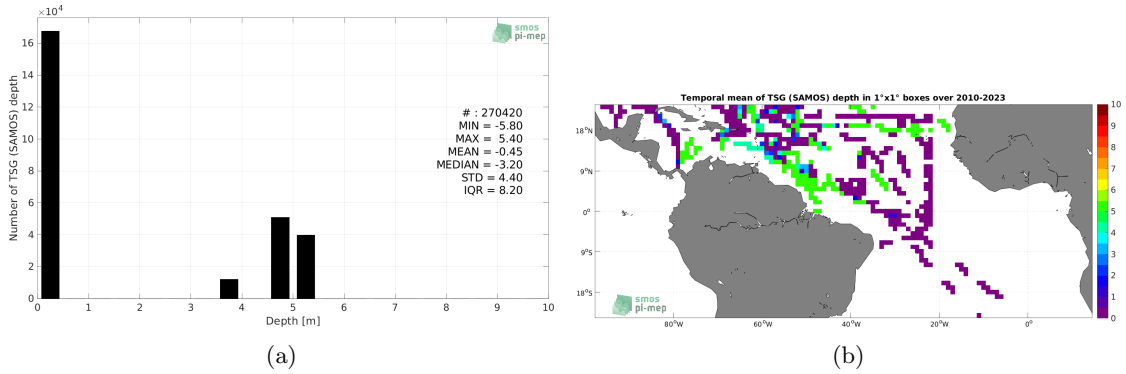 ×10⁴
smos
pi-mep
# : 270420
MIN = -5.80
MAX = 5.40
MEAN = -0.45
MEDIAN = -3.20
STD = 4.40
IQR = 8.20
Number of TSG (SAMOS) depth
16
14
12
10
8
6
4
2
0
0 1 2 3 4 5 6 7 8 9 10
Depth [m]
(a)
Temporal mean of TSG (SAMOS) depth in 1°x1° boxes over 2010-2023
18°N
9°N
0°
9°S
18°S
80°W 60°W 40°W 20°W 0°
10
9
8
7
6
5
4
3
2
1
0
smos
pi-mep
(b)